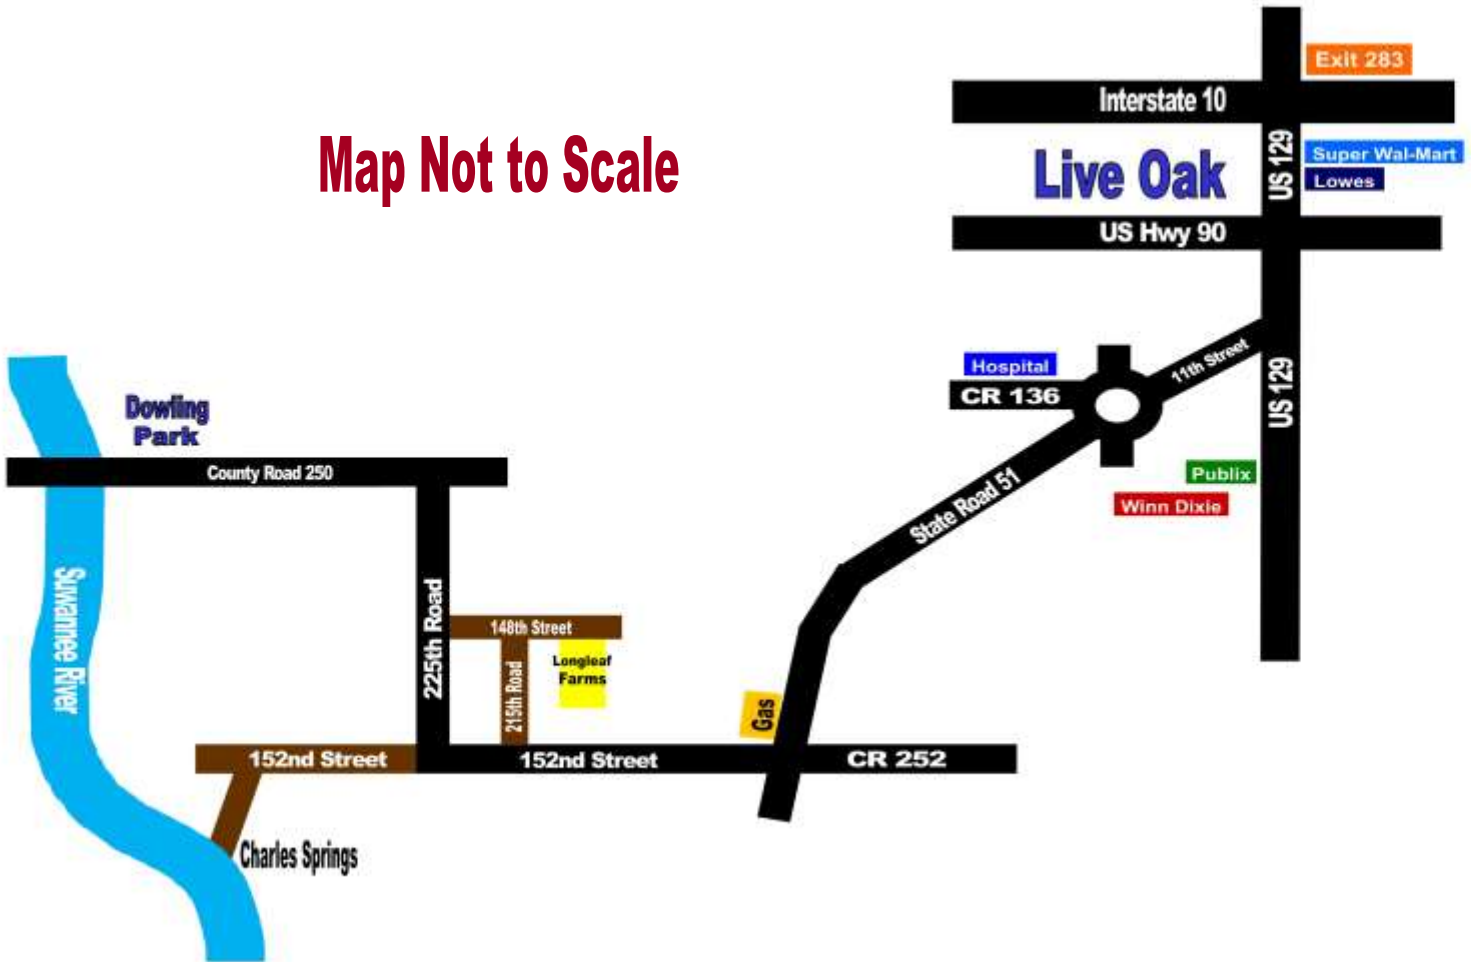 Exit 283
Interstate 10
Map Not to Scale
US 129
Super Wal-Mart
Live Oak
Lowes
US Hwy 90
11th Street
Hospital
CR 136
US 129
Dowling
Park
County Road 250
Publix
State Road 51
Winn Dixie
Suwannee River
225th Road
148th Street
Longleaf
Farms
215th Road
Gas
152nd Street
152nd Street
CR 252
Charles Springs